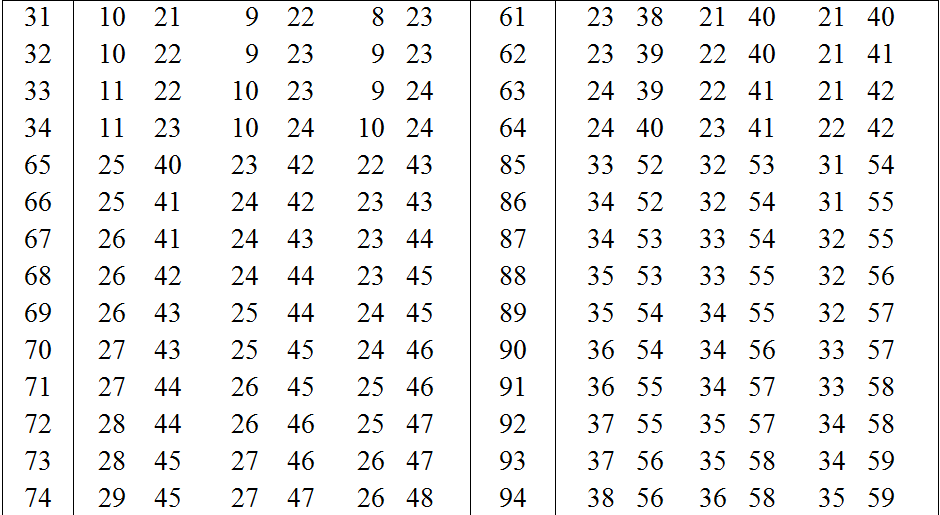 31 10 21 9 22 8 23 61 23 38 21 40 21 40
32 10 22 9 23 9 23 62 23 39 22 40 21 41
33 11 22 10 23 9 24 63 24 39 22 41 21 42
34 11 23 10 24 10 24 64 24 40 23 41 22 42
65 25 40 23 42 22 43 85 33 52 32 53 31 54
66 25 41 24 42 23 43 86 34 52 32 54 31 55
67 26 41 24 43 23 44 87 34 53 33 54 32 55
68 26 42 24 44 23 45 88 35 53 33 55 32 56
69 26 43 25 44 24 45 89 35 54 34 55 32 57
70 27 43 25 45 24 46 90 36 54 34 56 33 57
71 27 44 26 45 25 46 91 36 55 34 57 33 58
72 28 44 26 46 25 47 92 37 55 35 57 34 58
73 28 45 27 46 26 47 93 37 56 35 58 34 59
74 29 45 27 47 26 48 94 38 56 36 58 35 59